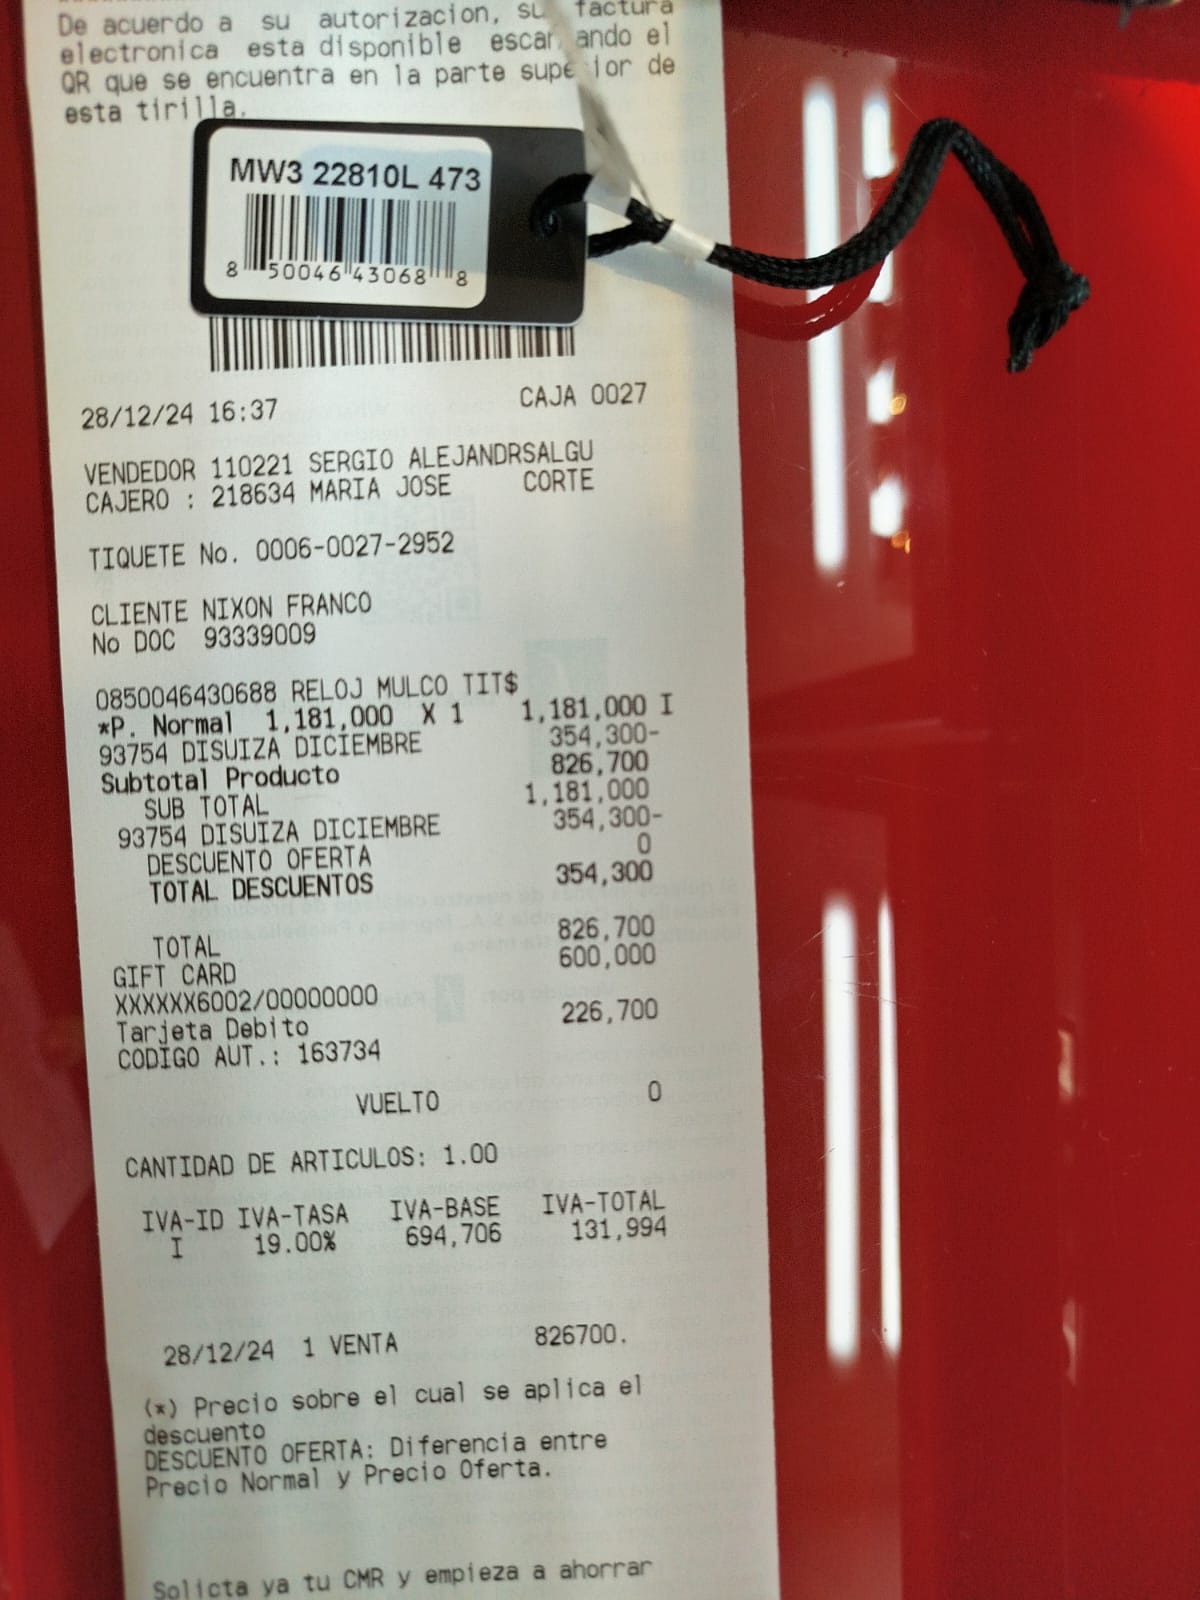 De acuerdo a su autorizacion, su factura
electronica esta disponible escaneando el
QR que se encuentra en la parte superior de
esta tirilla.
MW3 22810L 473
8 50046 43068 8
28/12/24 16:37 CAJA 0027
VENDEDOR 110221 SERGIO ALEJANDRSALGU
CAJERO : 218634 MARIA JOSE CORTE
TIQUETE No. 0006-0027-2952
CLIENTE NIXON FRANCO
No DOC 93339009
0850046430688 RELOJ MULCO TIT$
*P. Normal 1,181,000 X 1 1,181,000 I
93754 DISUIZA DICIEMBRE 354,300-
Subtotal Producto 826,700
SUB TOTAL 1,181,000
93754 DISUIZA DICIEMBRE 354,300-
DESCUENTO OFERTA 0
TOTAL DESCUENTOS 354,300
TOTAL 826,700
GIFT CARD 600,000
XXXXXX6002/00000000
Tarjeta Debito 226,700
CODIGO AUT.: 163734
VUELTO 0
CANTIDAD DE ARTICULOS: 1.00
IVA-ID IVA-TASA IVA-BASE IVA-TOTAL
I 19.00% 694,706 131,994
28/12/24 1 VENTA 826700.
(*) Precio sobre el cual se aplica el
descuento
DESCUENTO OFERTA: Diferencia entre
Precio Normal y Precio Oferta.
Solicta ya tu CMR y empieza a ahorrar